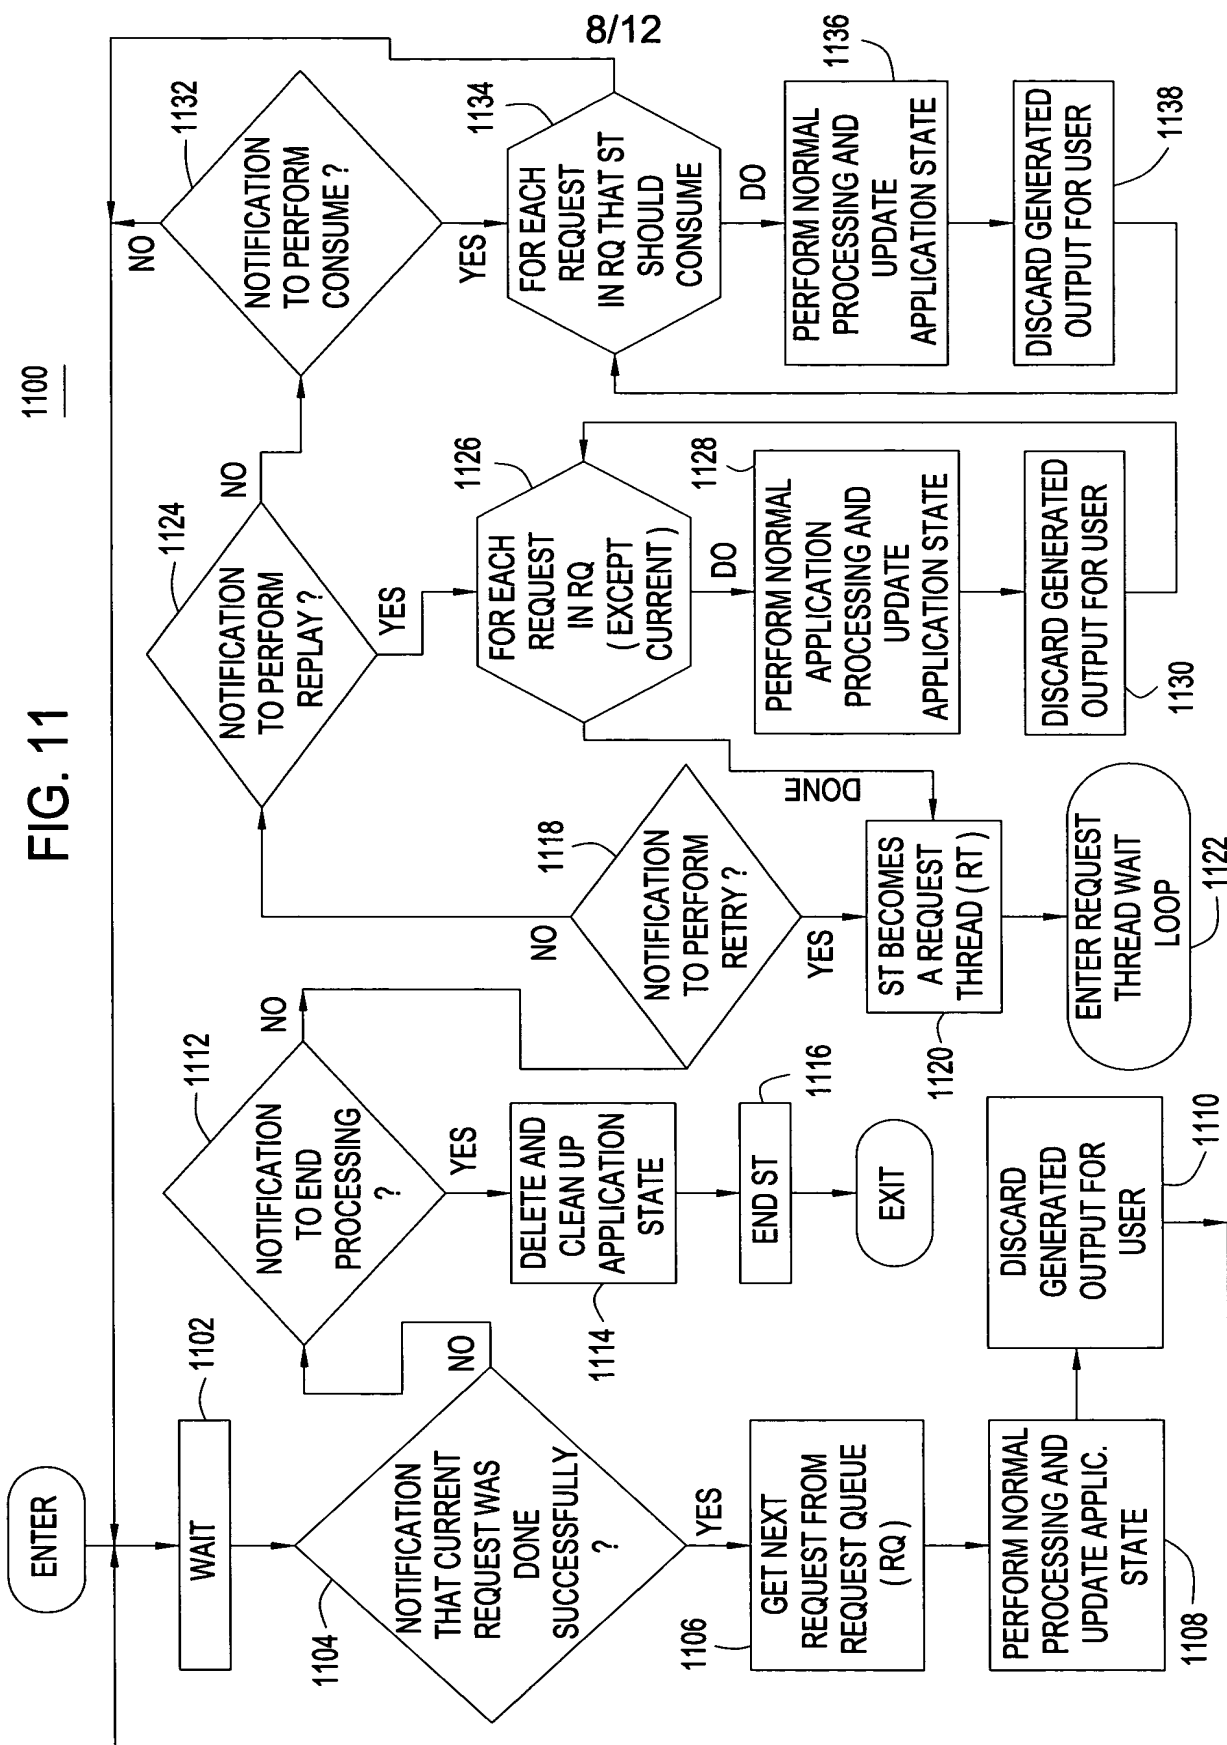 8/12
FIG. 11
1100
ENTER
WAIT
1102
NOTIFICATION
THAT CURRENT
REQUEST WAS
DONE
SUCCESSFULLY
?
1104
NO
YES
GET NEXT
REQUEST FROM
REQUEST QUEUE
(RQ)
1106
PERFORM NORMAL
PROCESSING AND
UPDATE APPLIC.
STATE
1108
DISCARD
GENERATED
OUTPUT FOR
USER
1110
NOTIFICATION
TO END
PROCESSING
?
1112
NO
YES
DELETE AND
CLEAN UP
APPLICATION
STATE
1114
END ST
1116
EXIT
NOTIFICATION
TO PERFORM
RETRY?
1118
NO
YES
ST BECOMES
A REQUEST
THREAD (RT)
1120
ENTER REQUEST
THREAD WAIT
LOOP
1122
NOTIFICATION
TO PERFORM
REPLAY?
1124
NO
YES
FOR EACH
REQUEST
IN RQ
(EXCEPT
CURRENT)
1126
DONE
DO
PERFORM NORMAL
APPLICATION
PROCESSING AND
UPDATE
APPLICATION STATE
1128
DISCARD GENERATED
OUTPUT FOR USER
1130
NOTIFICATION
TO PERFORM
CONSUME?
1132
NO
YES
FOR EACH
REQUEST
IN RQ THAT ST
SHOULD
CONSUME
1134
DO
PERFORM NORMAL
PROCESSING AND
UPDATE
APPLICATION STATE
1136
DISCARD GENERATED
OUTPUT FOR USER
1138